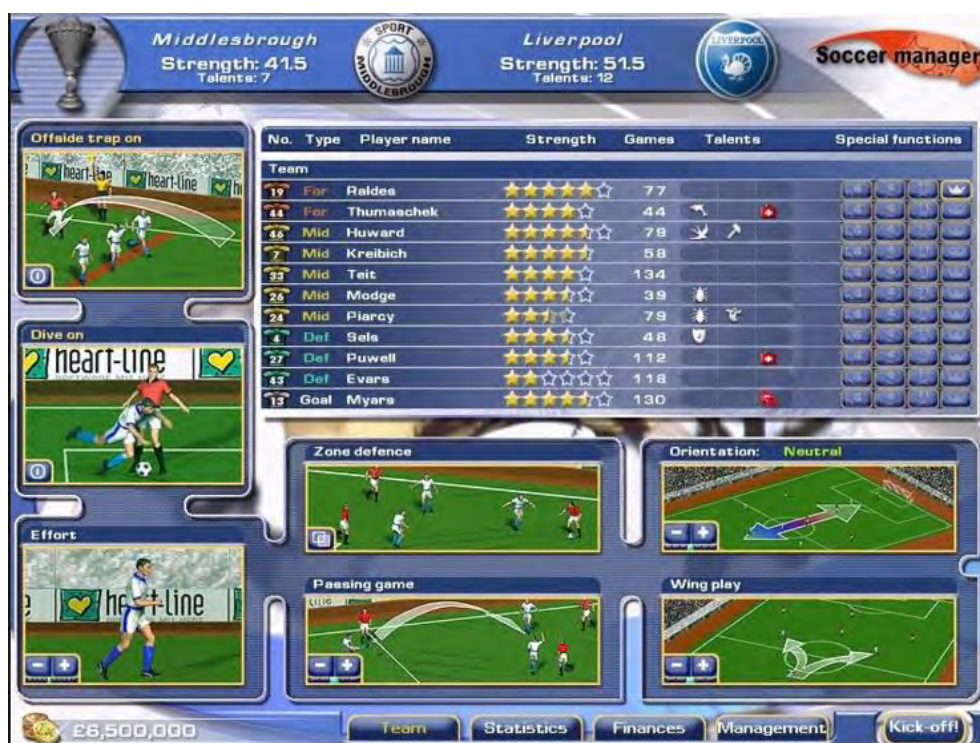 Middlesbrough
Strength: 41.5
Talents: 7
SPORT
MIDDLESBROUGH
Liverpool
Strength: 51.5
Talents: 12
LIVERPOOL
Soccer manager
Offside trap on
heart-line heart-line
No. Type Player name Strength Games Talents Special functions
Team
19 For Raldes 77
44 For Thumaschek 44
46 Mid Huward 79
7 Mid Kreibich 58
33 Mid Teit 134
26 Mid Modge 39
24 Mid Piarcy 79
4 Def Sels 48
27 Def Puwell 112
43 Def Evars 118
13 Goal Myars 130
Dive on
heart-line
Zone defence
Orientation: Neutral
Effort
heart-line
Passing game
Wing play
£6,500,000
Team
Statistics
Finances
Management
Kick-off!